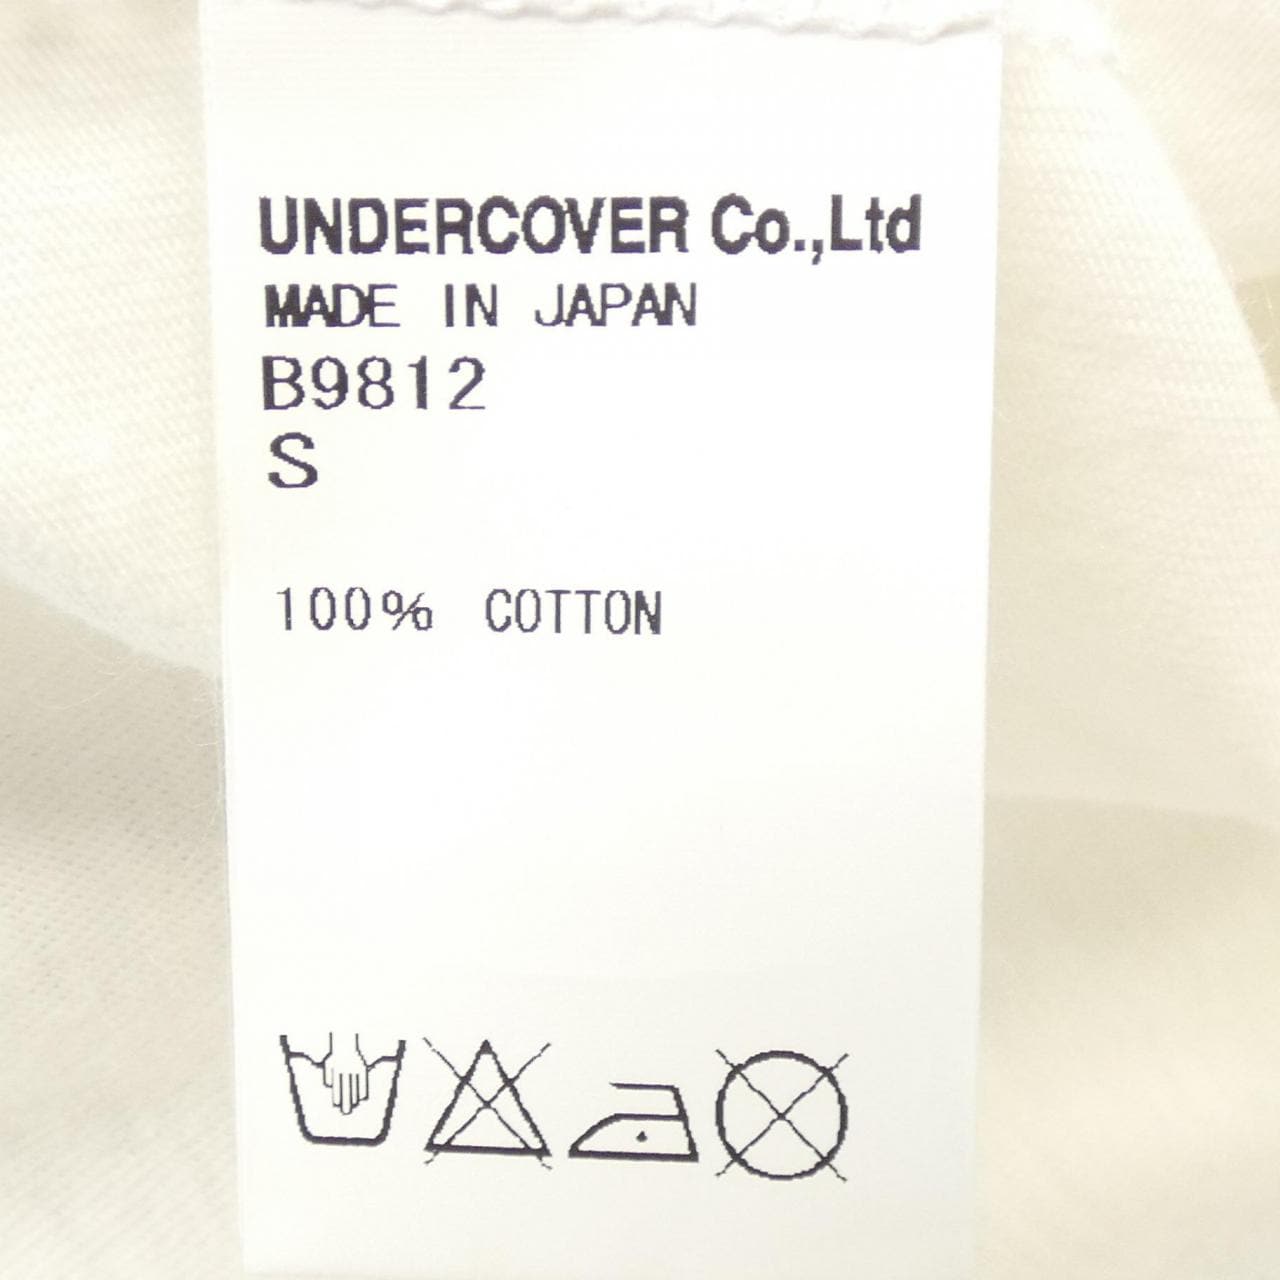 UNDERCOVER Co.,Ltd
MADE IN JAPAN
B9812
S
100% COTTON